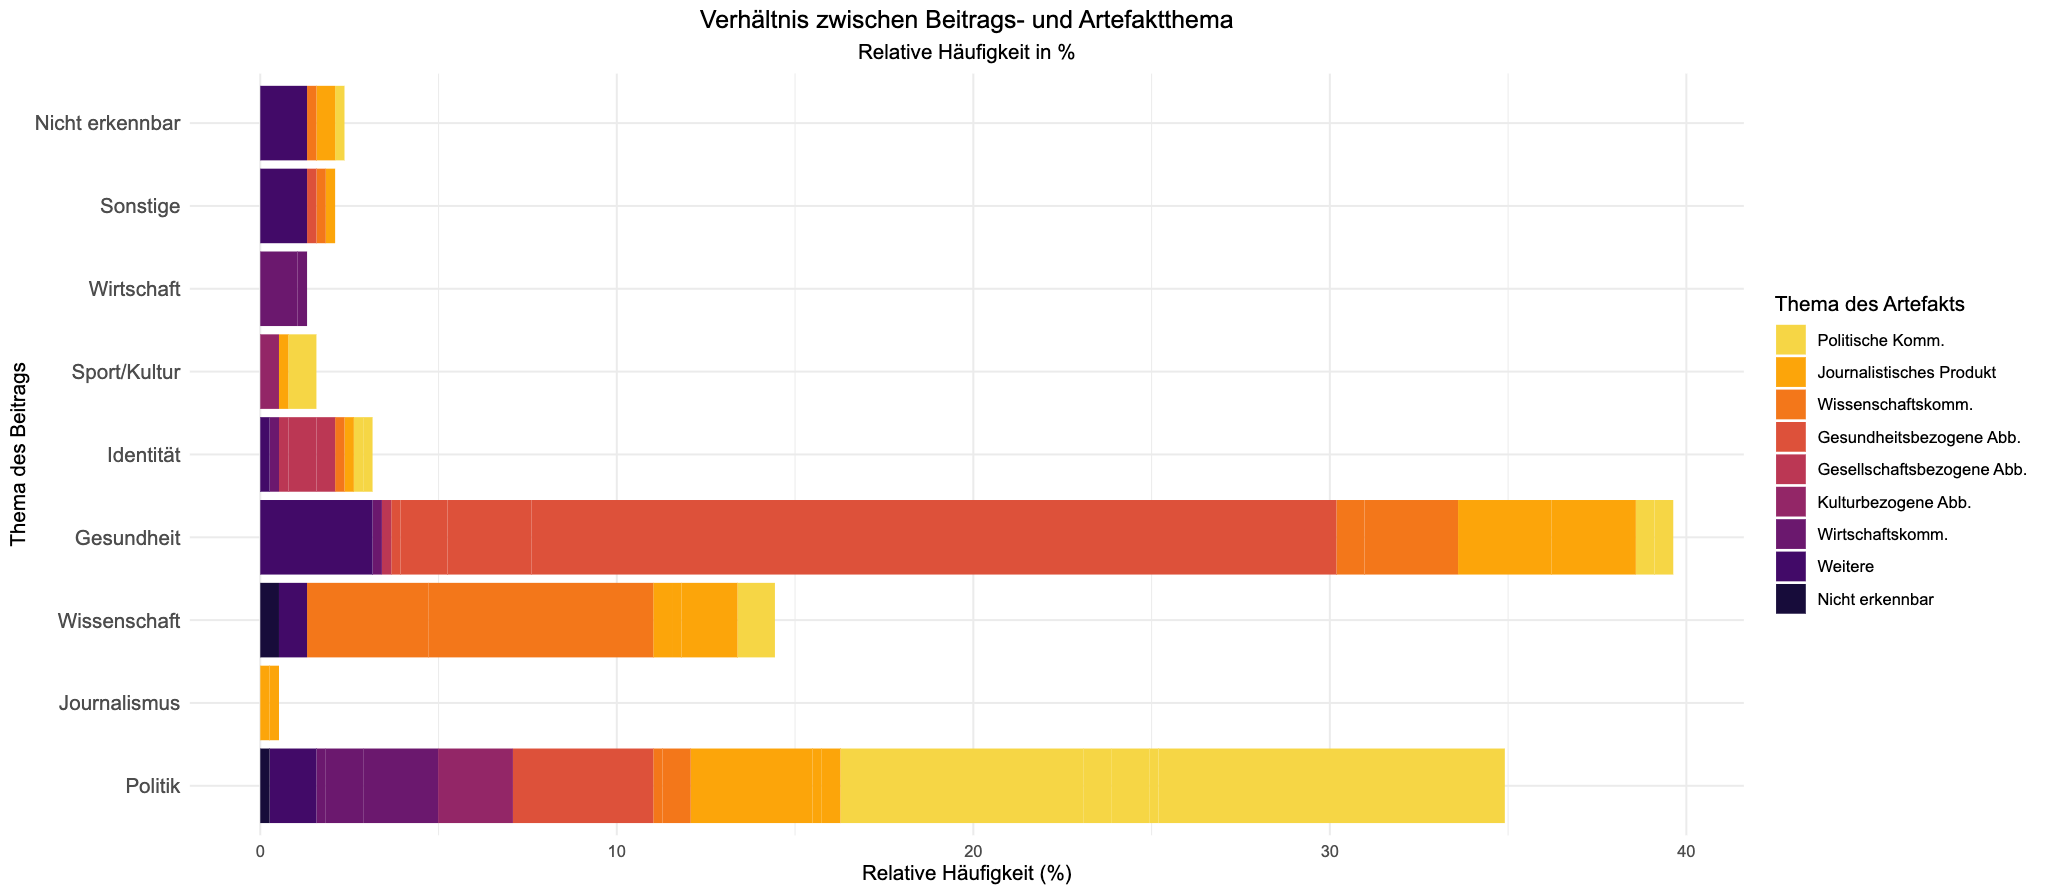 Verhältnis zwischen Beitrags- und Artefaktthema
Relative Häufigkeit in %
Thema des Beitrags
Nicht erkennbar
Sonstige
Wirtschaft
Sport/Kultur
Identität
Gesundheit
Wissenschaft
Journalismus
Politik
0 10 20 30 40
Relative Häufigkeit (%)
Thema des Artefakts
Politische Komm.
Journalistisches Produkt
Wissenschaftskomm.
Gesundheitsbezogene Abb.
Gesellschaftsbezogene Abb.
Kulturbezogene Abb.
Wirtschaftskomm.
Weitere
Nicht erkennbar